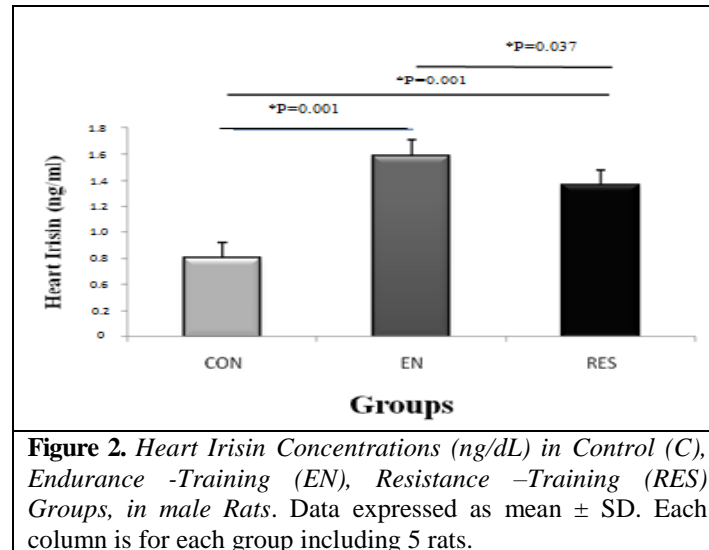 *P=0.037
*P=0.001
*P=0.001
1.8
1.6
1.4
1.2
1.0
0.8
0.6
0.2
0
Heart Irisin (ng/ml)
CON EN RES
Groups
Figure 2. Heart Irisin Concentrations (ng/dL) in Control (C),
Endurance -Training (EN), Resistance –Training (RES)
Groups, in male Rats. Data expressed as mean ± SD. Each
column is for each group including 5 rats.